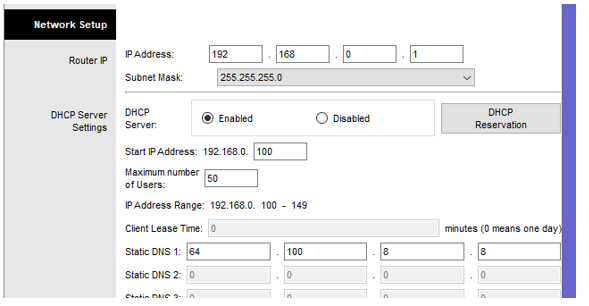 Network Setup
Router IP
IP Address: 192 . 168 . 0 . 1
Subnet Mask: 255.255.255.0
DHCP Server Settings
DHCP Server: Enabled Disabled DHCP Reservation
Start IP Address: 192.168.0. 100
Maximum number of Users: 50
IP Address Range: 192.168.0. 100 - 149
Client Lease Time: 0 minutes (0 means one day)
Static DNS 1: 64 . 100 . 8 . 8
Static DNS 2: 0 . 0 . 0 . 0
Static DNS 3: